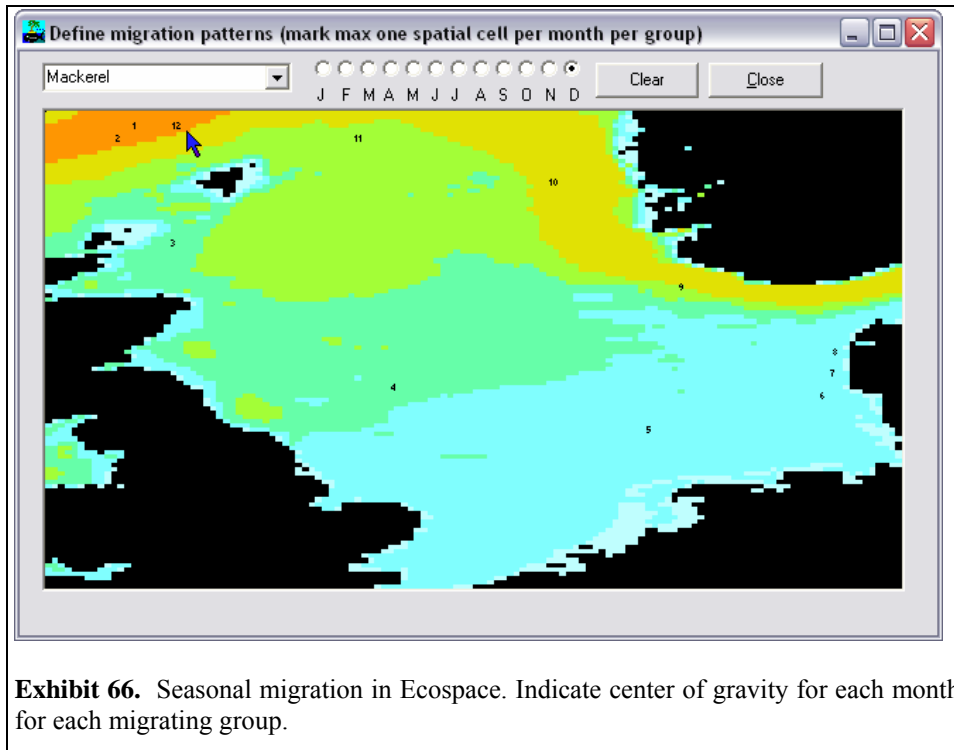 Define migration patterns (mark max one spatial cell per month per group)
Mackerel
J F M A M J J A S O N D
Clear
Close
1 12
2
11
10
3
9
8
7
4
6
5
Exhibit 66. Seasonal migration in Ecospace. Indicate center of gravity for each month
for each migrating group.